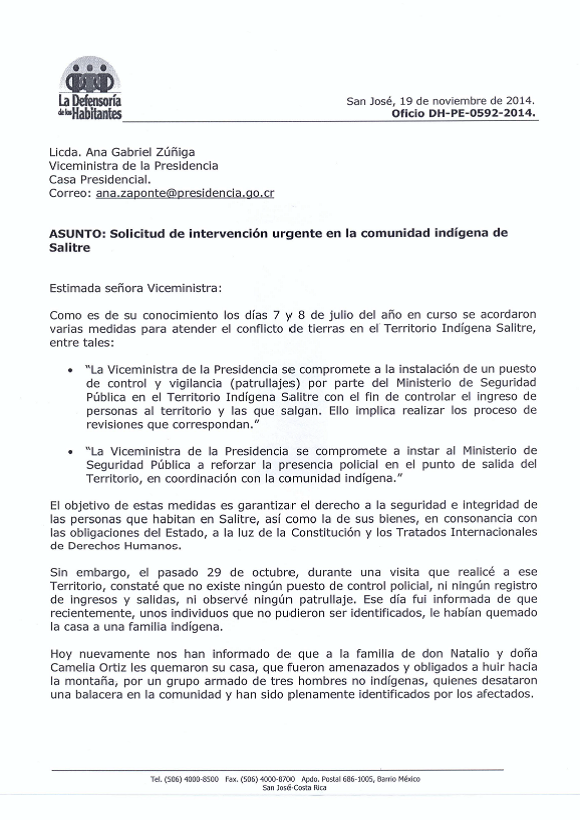 La Defensoría
de los Habitantes
San José, 19 de noviembre de 2014.
Oficio DH-PE-0592-2014.
Licda. Ana Gabriel Zúñiga
Viceministra de la Presidencia
Casa Presidencial.
Correo: ana.zaponte@presidencia.go.cr
ASUNTO: Solicitud de intervención urgente en la comunidad indígena de
Salitre
Estimada señora Viceministra:
Como es de su conocimiento los días 7 y 8 de julio del año en curso se acordaron
varias medidas para atender el conflicto de tierras en el Territorio Indígena Salitre,
entre tales:
• "La Viceministra de la Presidencia se compromete a la instalación de un puesto
de control y vigilancia (patrullajes) por parte del Ministerio de Seguridad
Pública en el Territorio Indígena Salitre con el fin de controlar el ingreso de
personas al territorio y las que salgan. Ello implica realizar los proceso de
revisiones que correspondan."
• "La Viceministra de la Presidencia se compromete a instar al Ministerio de
Seguridad Pública a reforzar la presencia policial en el punto de salida del
Territorio, en coordinación con la comunidad indígena."
El objetivo de estas medidas es garantizar el derecho a la seguridad e integridad de
las personas que habitan en Salitre, así como la de sus bienes, en consonancia con
las obligaciones del Estado, a la luz de la Constitución y los Tratados Internacionales
de Derechos Humanos.
Sin embargo, el pasado 29 de octubre, durante una visita que realicé a ese
Territorio, constaté que no existe ningún puesto de control policial, ni ningún registro
de ingresos y salidas, ni observé ningún patrullaje. Ese día fui informada de que
recientemente, unos individuos que no pudieron ser identificados, le habían quemado
la casa a una familia indígena.
Hoy nuevamente nos han informado de que a la familia de don Natalio y doña
Camelia Ortiz les quemaron su casa, que fueron amenazados y obligados a huir hacia
la montaña, por un grupo armado de tres hombres no indígenas, quienes desataron
una balacera en la comunidad y han sido plenamente identificados por los afectados.
Tel. (506) 4000-8500 Fax. (506) 4000-8700 Apdo. Postal 686-1005, Barrio México
San José-Costa Rica